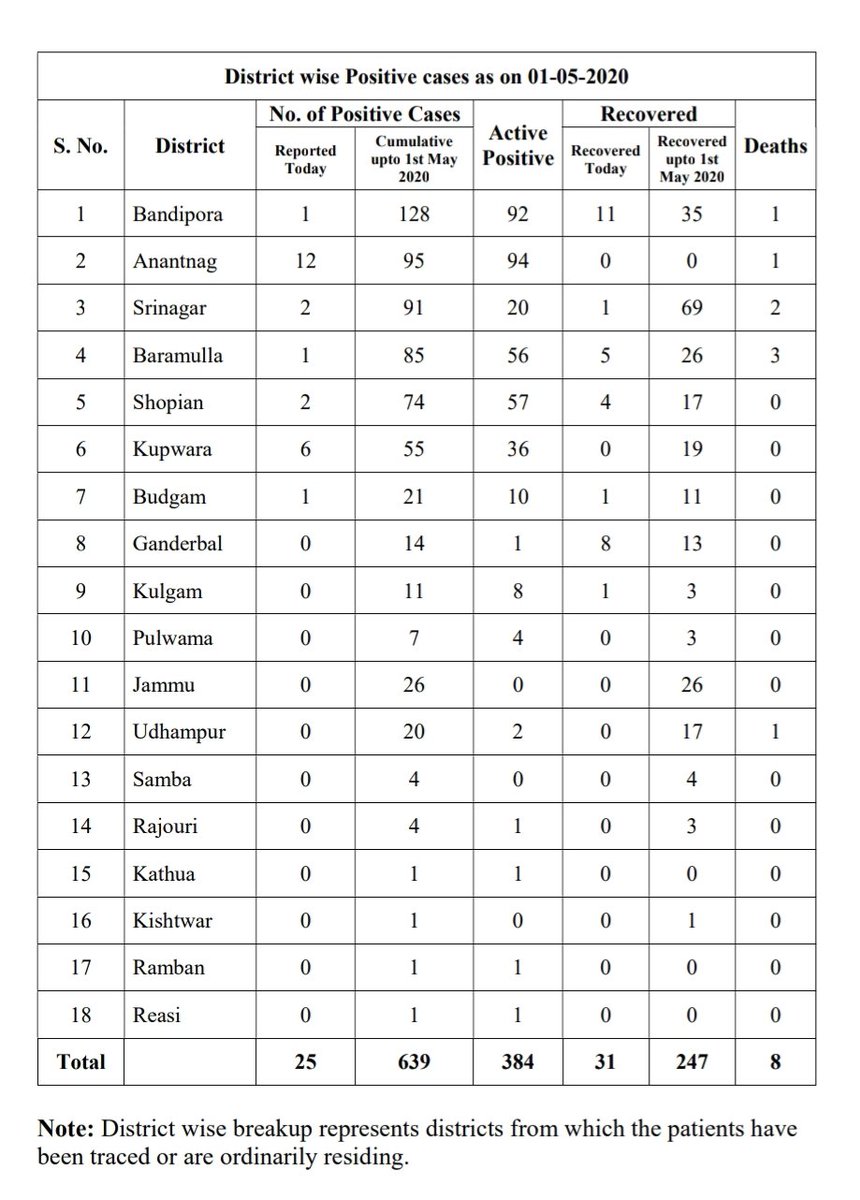 District wise Positive cases as on 01-05-2020
S. No. District No. of Positive Cases Active Positive Recovered Deaths
Reported Today Cumulative upto 1st May 2020 Recovered Today Recovered upto 1st May 2020
1 Bandipora 1 128 92 11 35 1
2 Anantnag 12 95 94 0 0 1
3 Srinagar 2 91 20 1 69 2
4 Baramulla 1 85 56 5 26 3
5 Shopian 2 74 57 4 17 0
6 Kupwara 6 55 36 0 19 0
7 Budgam 1 21 10 1 11 0
8 Ganderbal 0 14 1 8 13 0
9 Kulgam 0 11 8 1 3 0
10 Pulwama 0 7 4 0 3 0
11 Jammu 0 26 0 0 26 0
12 Udhampur 0 20 2 0 17 1
13 Samba 0 4 0 0 4 0
14 Rajouri 0 4 1 0 3 0
15 Kathua 0 1 1 0 0 0
16 Kishtwar 0 1 0 0 1 0
17 Ramban 0 1 1 0 0 0
18 Reasi 0 1 1 0 0 0
Total 25 639 384 31 247 8
Note: District wise breakup represents districts from which the patients have
been traced or are ordinarily residing.